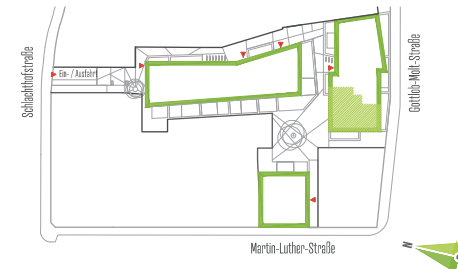 Schlachthofstraße
Ein- / Ausfahrt
Gottlob-Molt-Straße
Martin-Luther-Straße
N